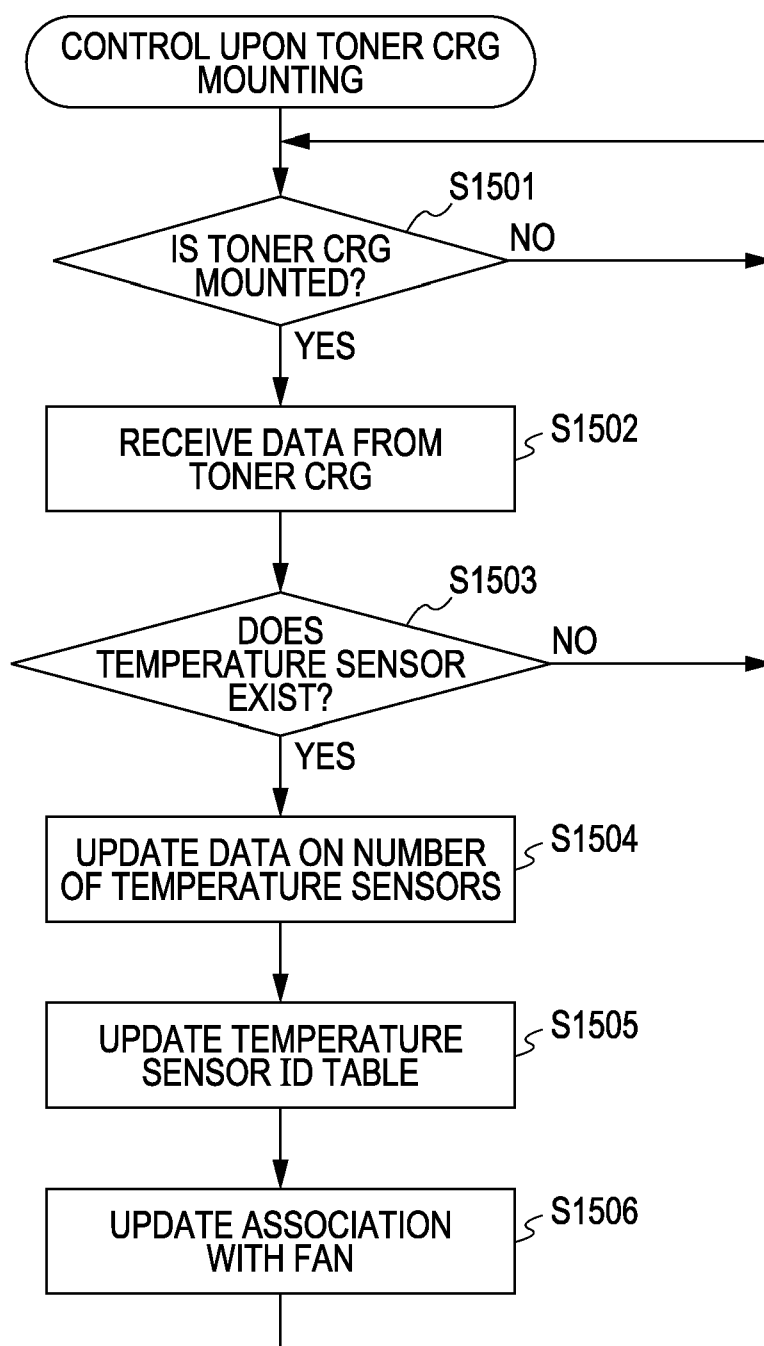 CONTROL UPON TONER CRG
MOUNTING
S1501
IS TONER CRG
MOUNTED?
NO
YES
RECEIVE DATA FROM
TONER CRG
S1502
S1503
DOES
TEMPERATURE SENSOR
EXIST?
NO
YES
UPDATE DATA ON NUMBER
OF TEMPERATURE SENSORS
S1504
UPDATE TEMPERATURE
SENSOR ID TABLE
S1505
UPDATE ASSOCIATION
WITH FAN
S1506